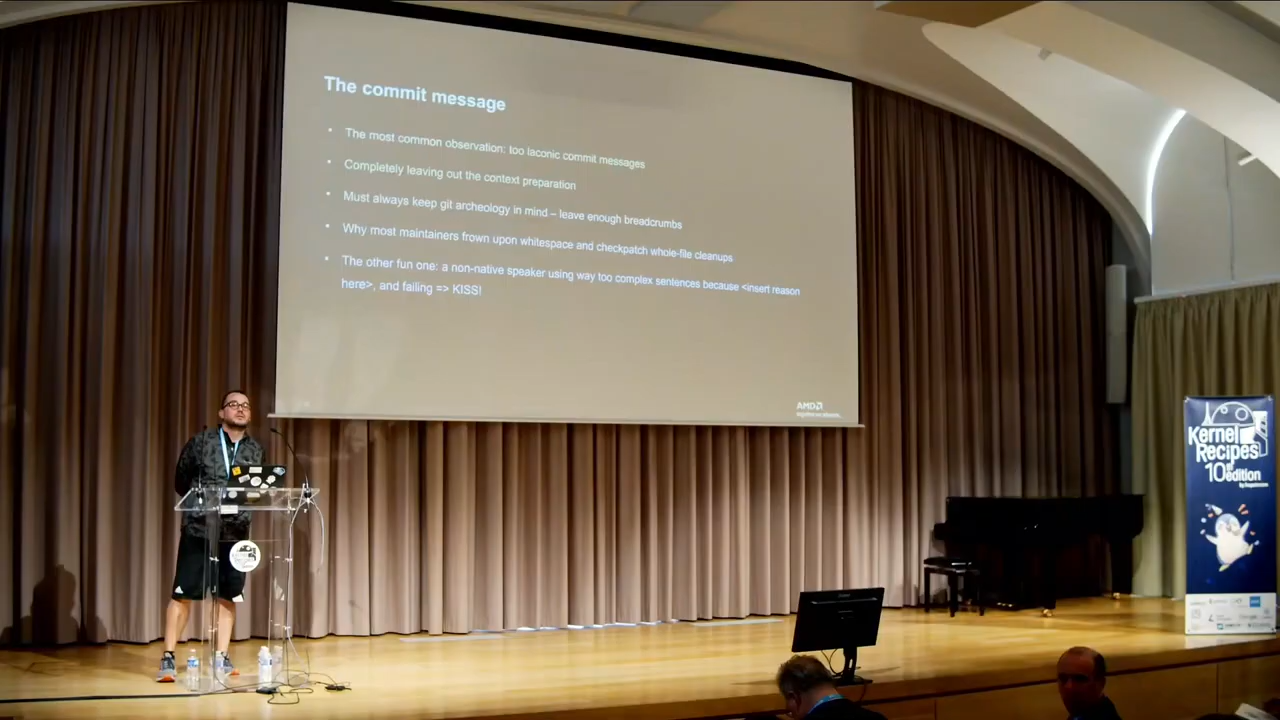 The commit message
• The most common observation: too laconic commit messages
• Completely leaving out the context preparation
• Must always keep git archeology in mind – leave enough breadcrumbs
• Why most maintainers frown upon whitespace and checkpatch whole-file cleanups
• The other fun one: a non-native speaker using way too complex sentences because <insert reason
here>, and failing => KISS!
AMD
Kernel
Recipes
Kernel
Recipes
10
edition